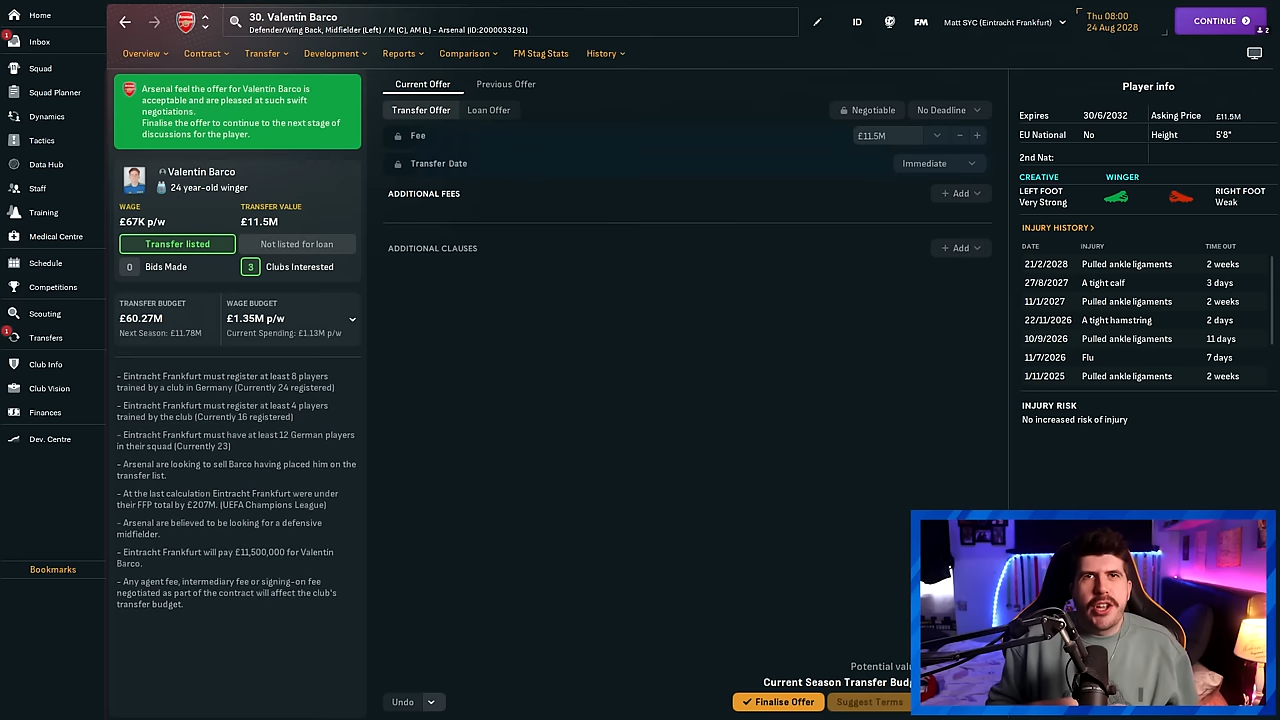 Home
1
Inbox
Squad
Squad Planner
Dynamics
Tactics
Data Hub
Staff
Training
Medical Centre
Schedule
Competitions
Scouting
1
Transfers
Club Info
Club Vision
Finances
Dev. Centre
Bookmarks
30. Valentín Barco
Defender/Wing Back, Midfielder (Left) / M (C), AM (L) - Arsenal (ID:2000033291)
ID
FM
Matt SYC (Eintracht Frankfurt)
Thu 08:00
24 Aug 2028
CONTINUE
2
Overview
Contract
Transfer
Development
Reports
Comparison
FM Stag Stats
History
Arsenal feel the offer for Valentín Barco is
acceptable and are pleased at such swift
negotiations.
Finalise the offer to continue to the next stage of
discussions for the player.
Valentín Barco
24 year-old winger
WAGE
TRANSFER VALUE
£67K p/w
£11.5M
Transfer listed
Not listed for loan
0 Bids Made
3 Clubs Interested
TRANSFER BUDGET
WAGE BUDGET
£60.27M
£1.35M p/w
Next Season: £11.78M
Current Spending: £1.13M p/w
- Eintracht Frankfurt must register at least 8 players
trained by a club in Germany (Currently 24 registered)
- Eintracht Frankfurt must register at least 4 players
trained by the club (Currently 16 registered)
- Eintracht Frankfurt must have at least 12 German players
in their squad (Currently 23)
- Arsenal are looking to sell Barco having placed him on the
transfer list.
- At the last calculation Eintracht Frankfurt were under
their FFP total by £207M. (UEFA Champions League)
- Arsenal are believed to be looking for a defensive
midfielder.
- Eintracht Frankfurt will pay £11,500,000 for Valentín
Barco.
- Any agent fee, intermediary fee or signing-on fee
negotiated as part of the contract will affect the club's
transfer budget.
Current Offer
Previous Offer
Transfer Offer
Loan Offer
Negotiable
No Deadline
Fee
£11.5M
Transfer Date
Immediate
ADDITIONAL FEES
Add
ADDITIONAL CLAUSES
Add
Undo
Potential valu
Current Season Transfer Budg
Finalise Offer
Suggest Terms
Player info
Expires 30/6/2032 Asking Price £11.5M
EU National No Height 5'8"
2nd Nat:
CREATIVE WINGER
LEFT FOOT
Very Strong
RIGHT FOOT
Weak
INJURY HISTORY >
DATE INJURY TIME OUT
21/2/2028 Pulled ankle ligaments 2 weeks
27/8/2027 A tight calf 3 days
11/1/2027 Pulled ankle ligaments 2 weeks
22/11/2026 A tight hamstring 2 days
10/9/2026 Pulled ankle ligaments 11 days
11/7/2026 Flu 7 days
1/11/2025 Pulled ankle ligaments 2 weeks
INJURY RISK
No increased risk of injury